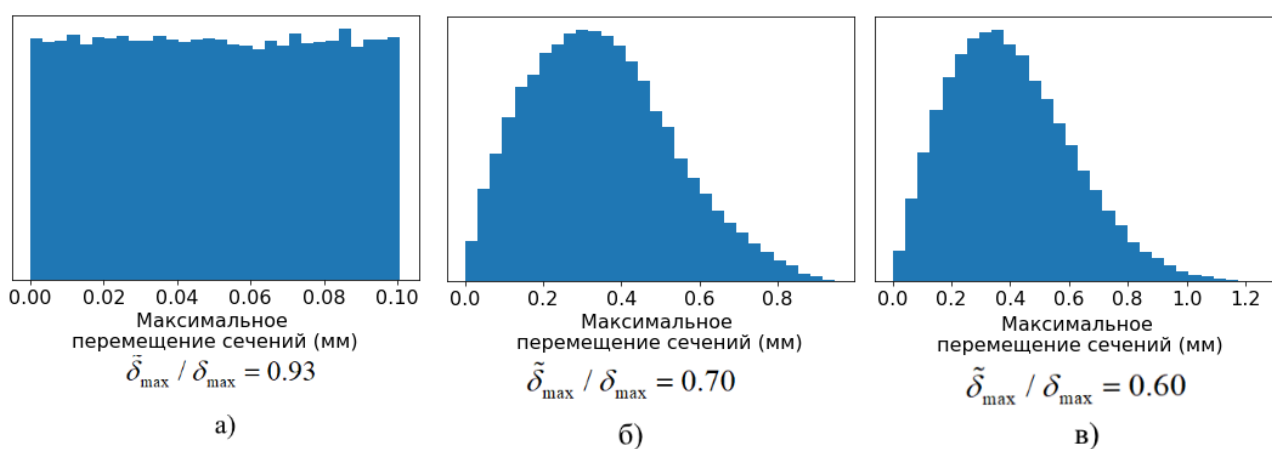 0.00 0.02 0.04 0.06 0.08 0.10
Максимальное
перемещение сечений (мм)
δ̃max / δmax = 0.93
а)
0.0 0.2 0.4 0.6 0.8
Максимальное
перемещение сечений (мм)
δ̃max / δmax = 0.70
б)
0.0 0.2 0.4 0.6 0.8 1.0 1.2
Максимальное
перемещение сечений (мм)
δ̃max / δmax = 0.60
в)